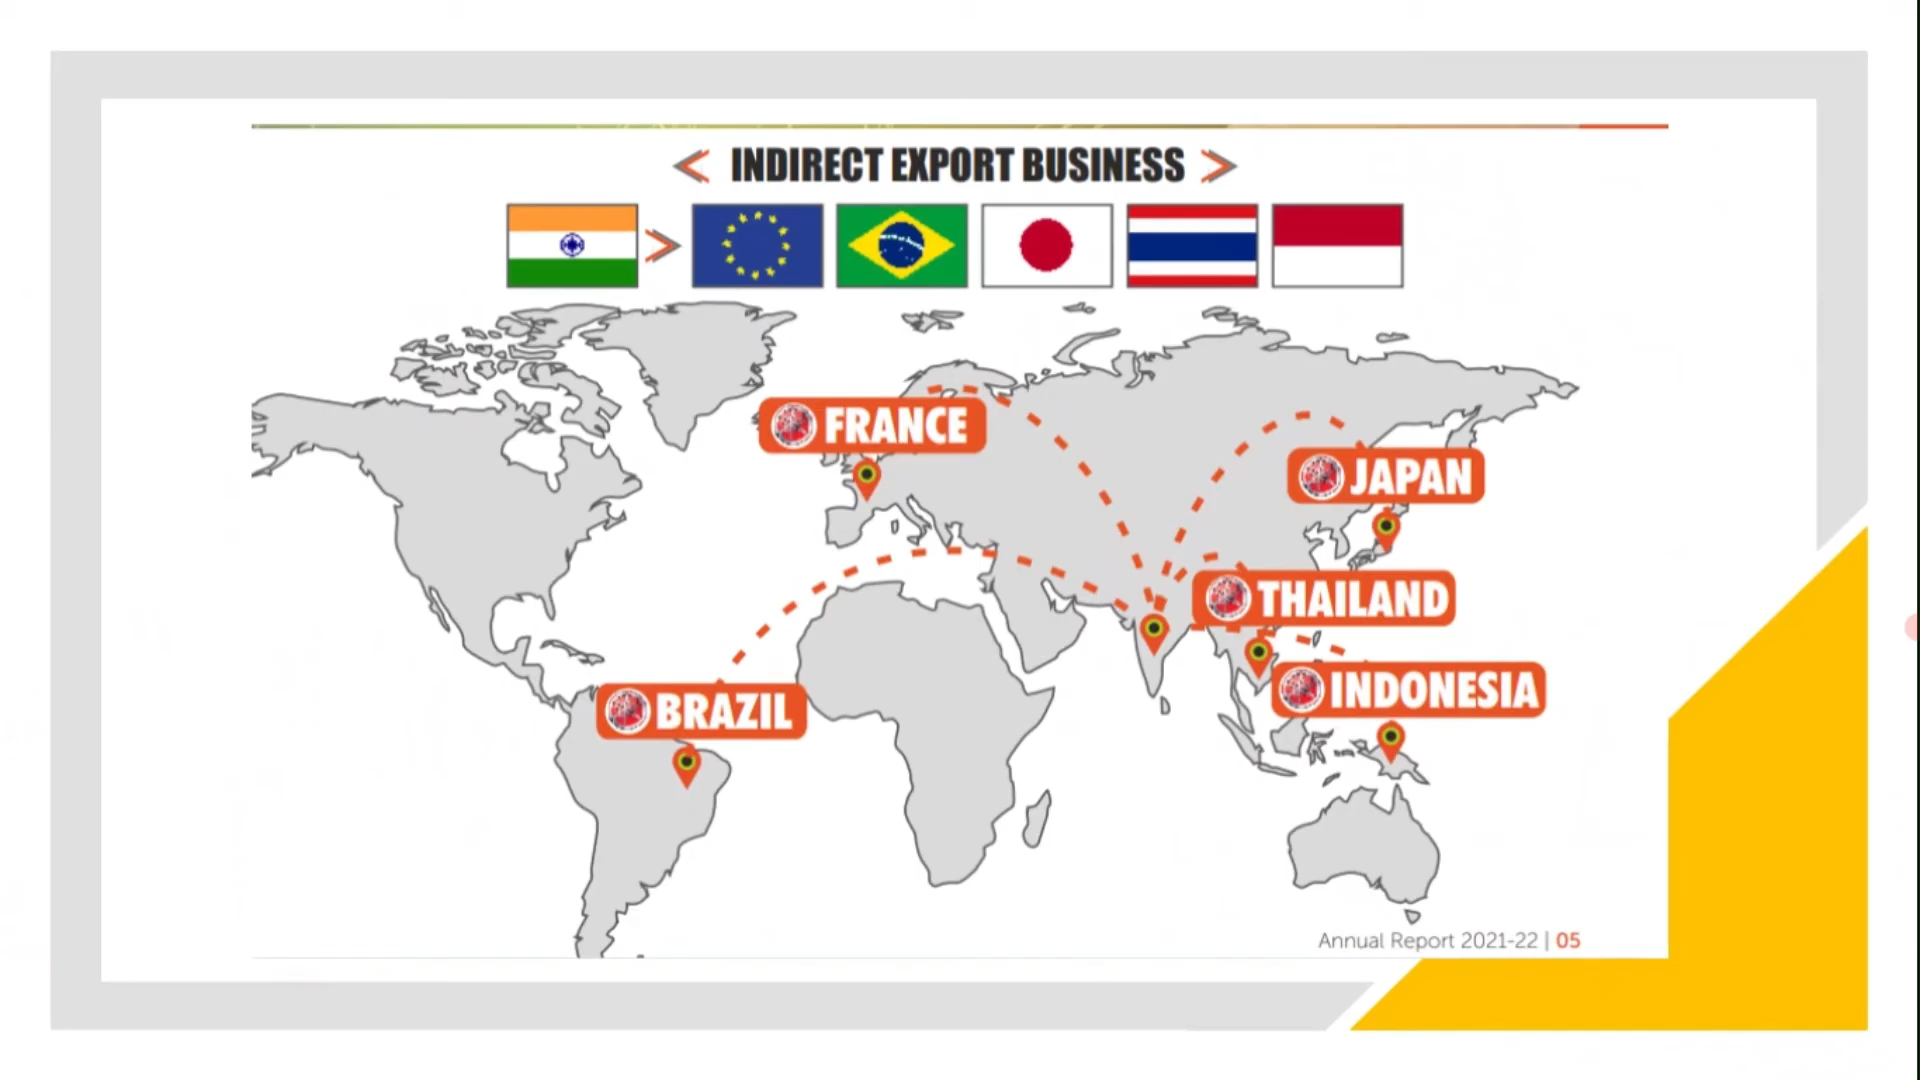 INDIRECT EXPORT BUSINESS
FRANCE
JAPAN
THAILAND
INDONESIA
BRAZIL
Annual Report 2021-22 | 05